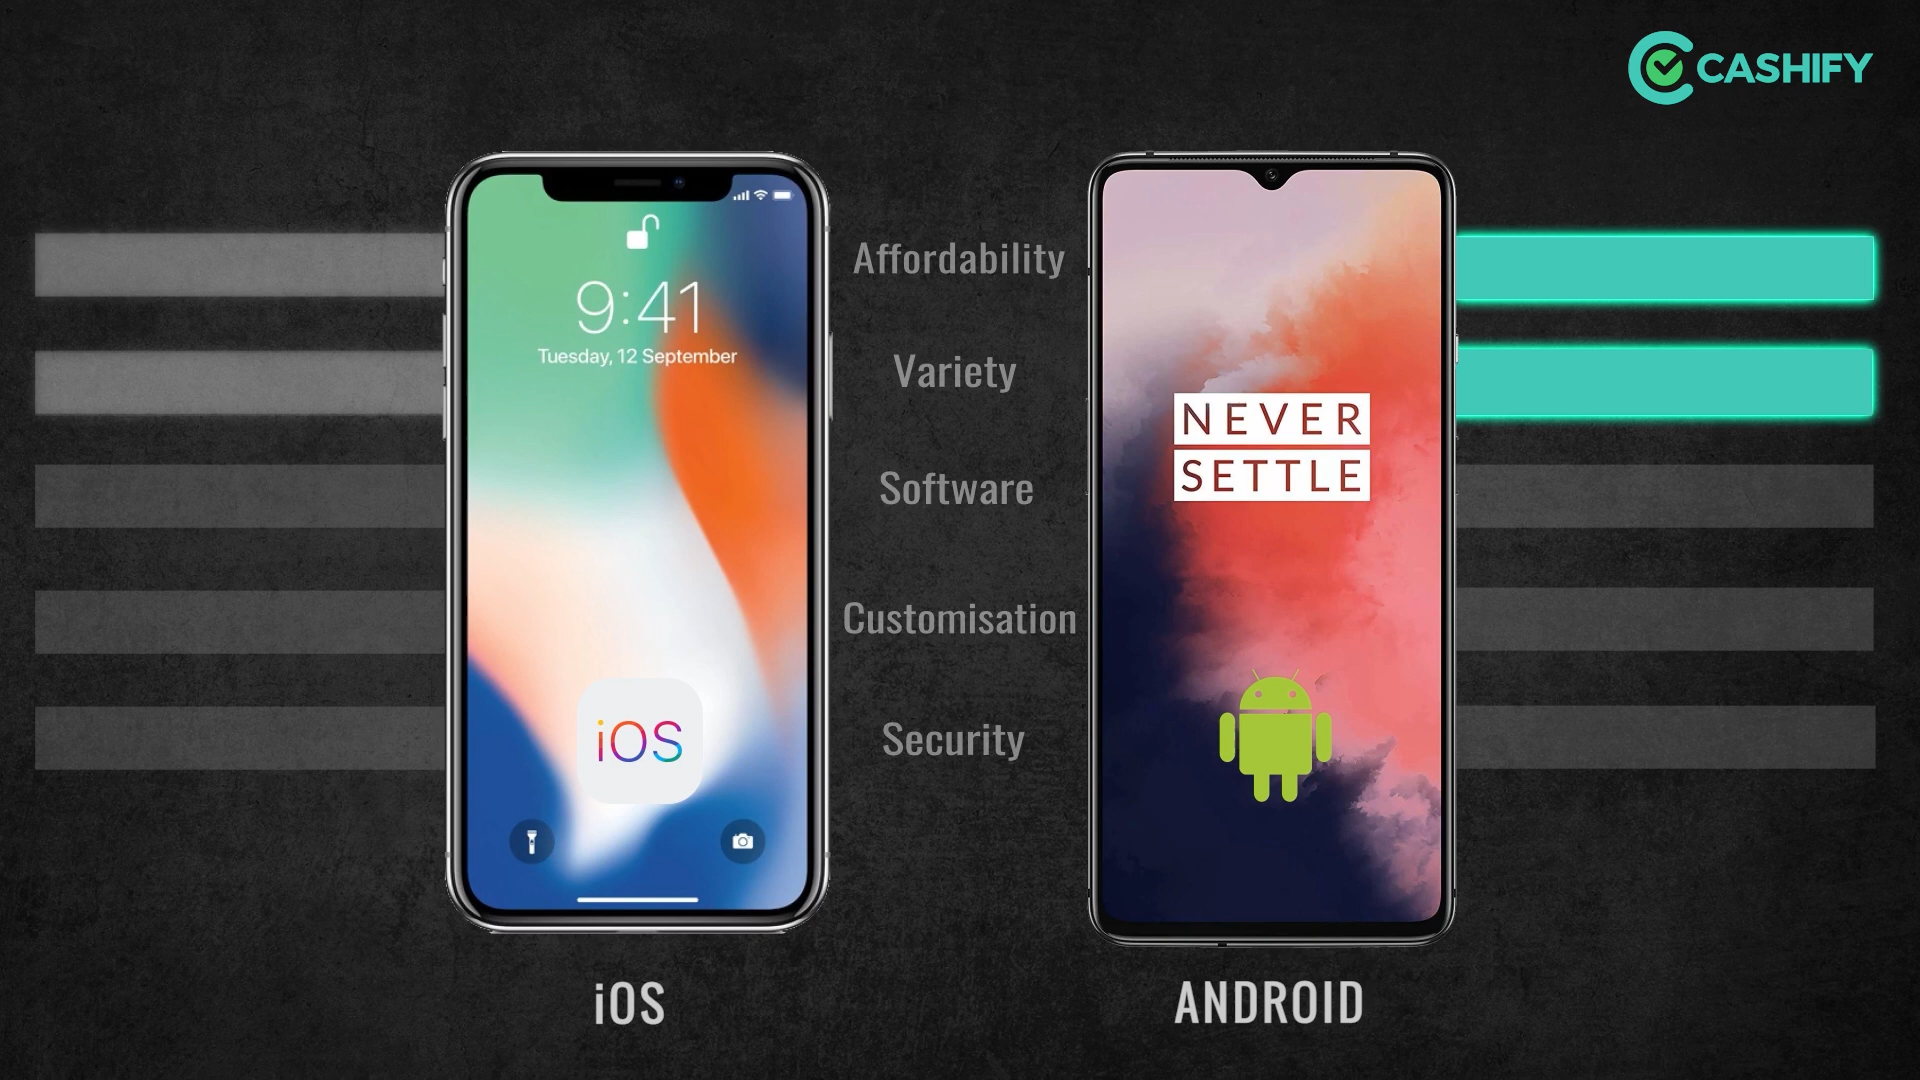 CASHIFY
9:41
Tuesday, 12 September
iOS
Affordability
Variety
Software
Customisation
Security
NEVER
SETTLE
iOS
ANDROID